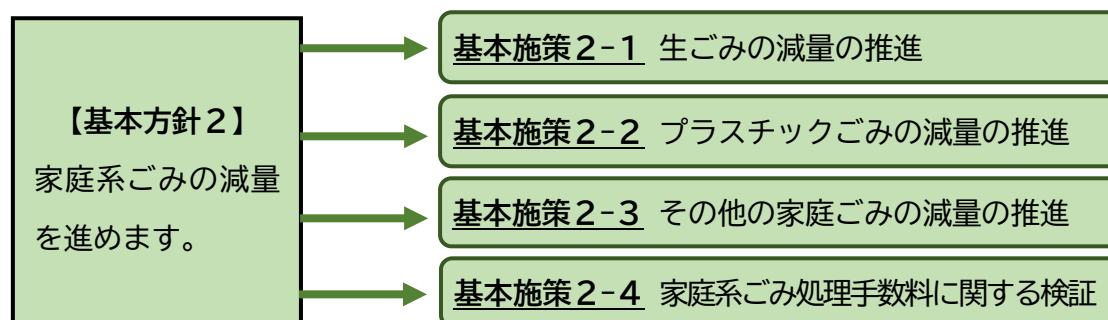 【基本方針２】
家庭系ごみの減量
を進めます。
基本施策２-１ 生ごみの減量の推進
基本施策２-２ プラスチックごみの減量の推進
基本施策２-３ その他の家庭ごみの減量の推進
基本施策２-４ 家庭系ごみ処理手数料に関する検証